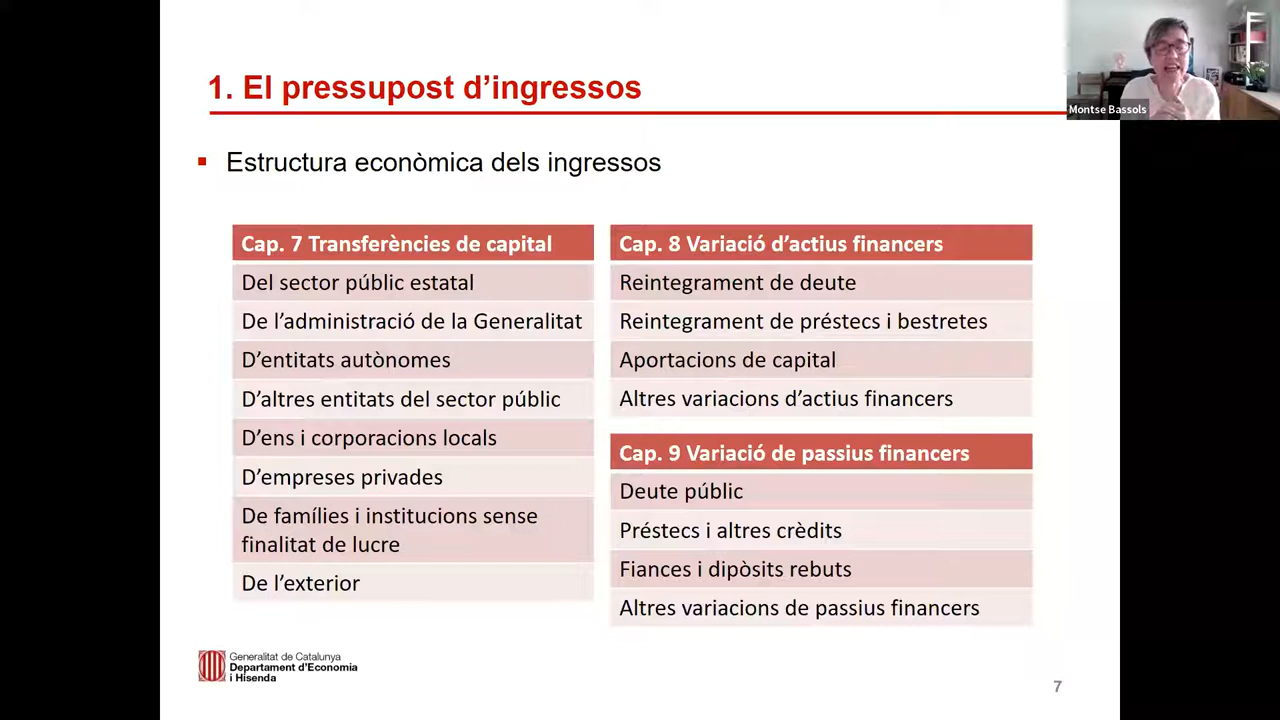 1. El pressupost d’ingressos
Montse Bassols
Estructura econòmica dels ingressos
Cap. 7 Transferències de capital
Del sector públic estatal
De l’administració de la Generalitat
D’entitats autònomes
D’altres entitats del sector públic
D’ens i corporacions locals
D’empreses privades
De famílies i institucions sense
finalitat de lucre
De l’exterior
Cap. 8 Variació d’actius financers
Reintegrament de deute
Reintegrament de préstecs i bestretes
Aportacions de capital
Altres variacions d’actius financers
Cap. 9 Variació de passius financers
Deute públic
Préstecs i altres crèdits
Fiances i dipòsits rebuts
Altres variacions de passius financers
Generalitat de Catalunya
Departament d’Economia
i Hisenda
7